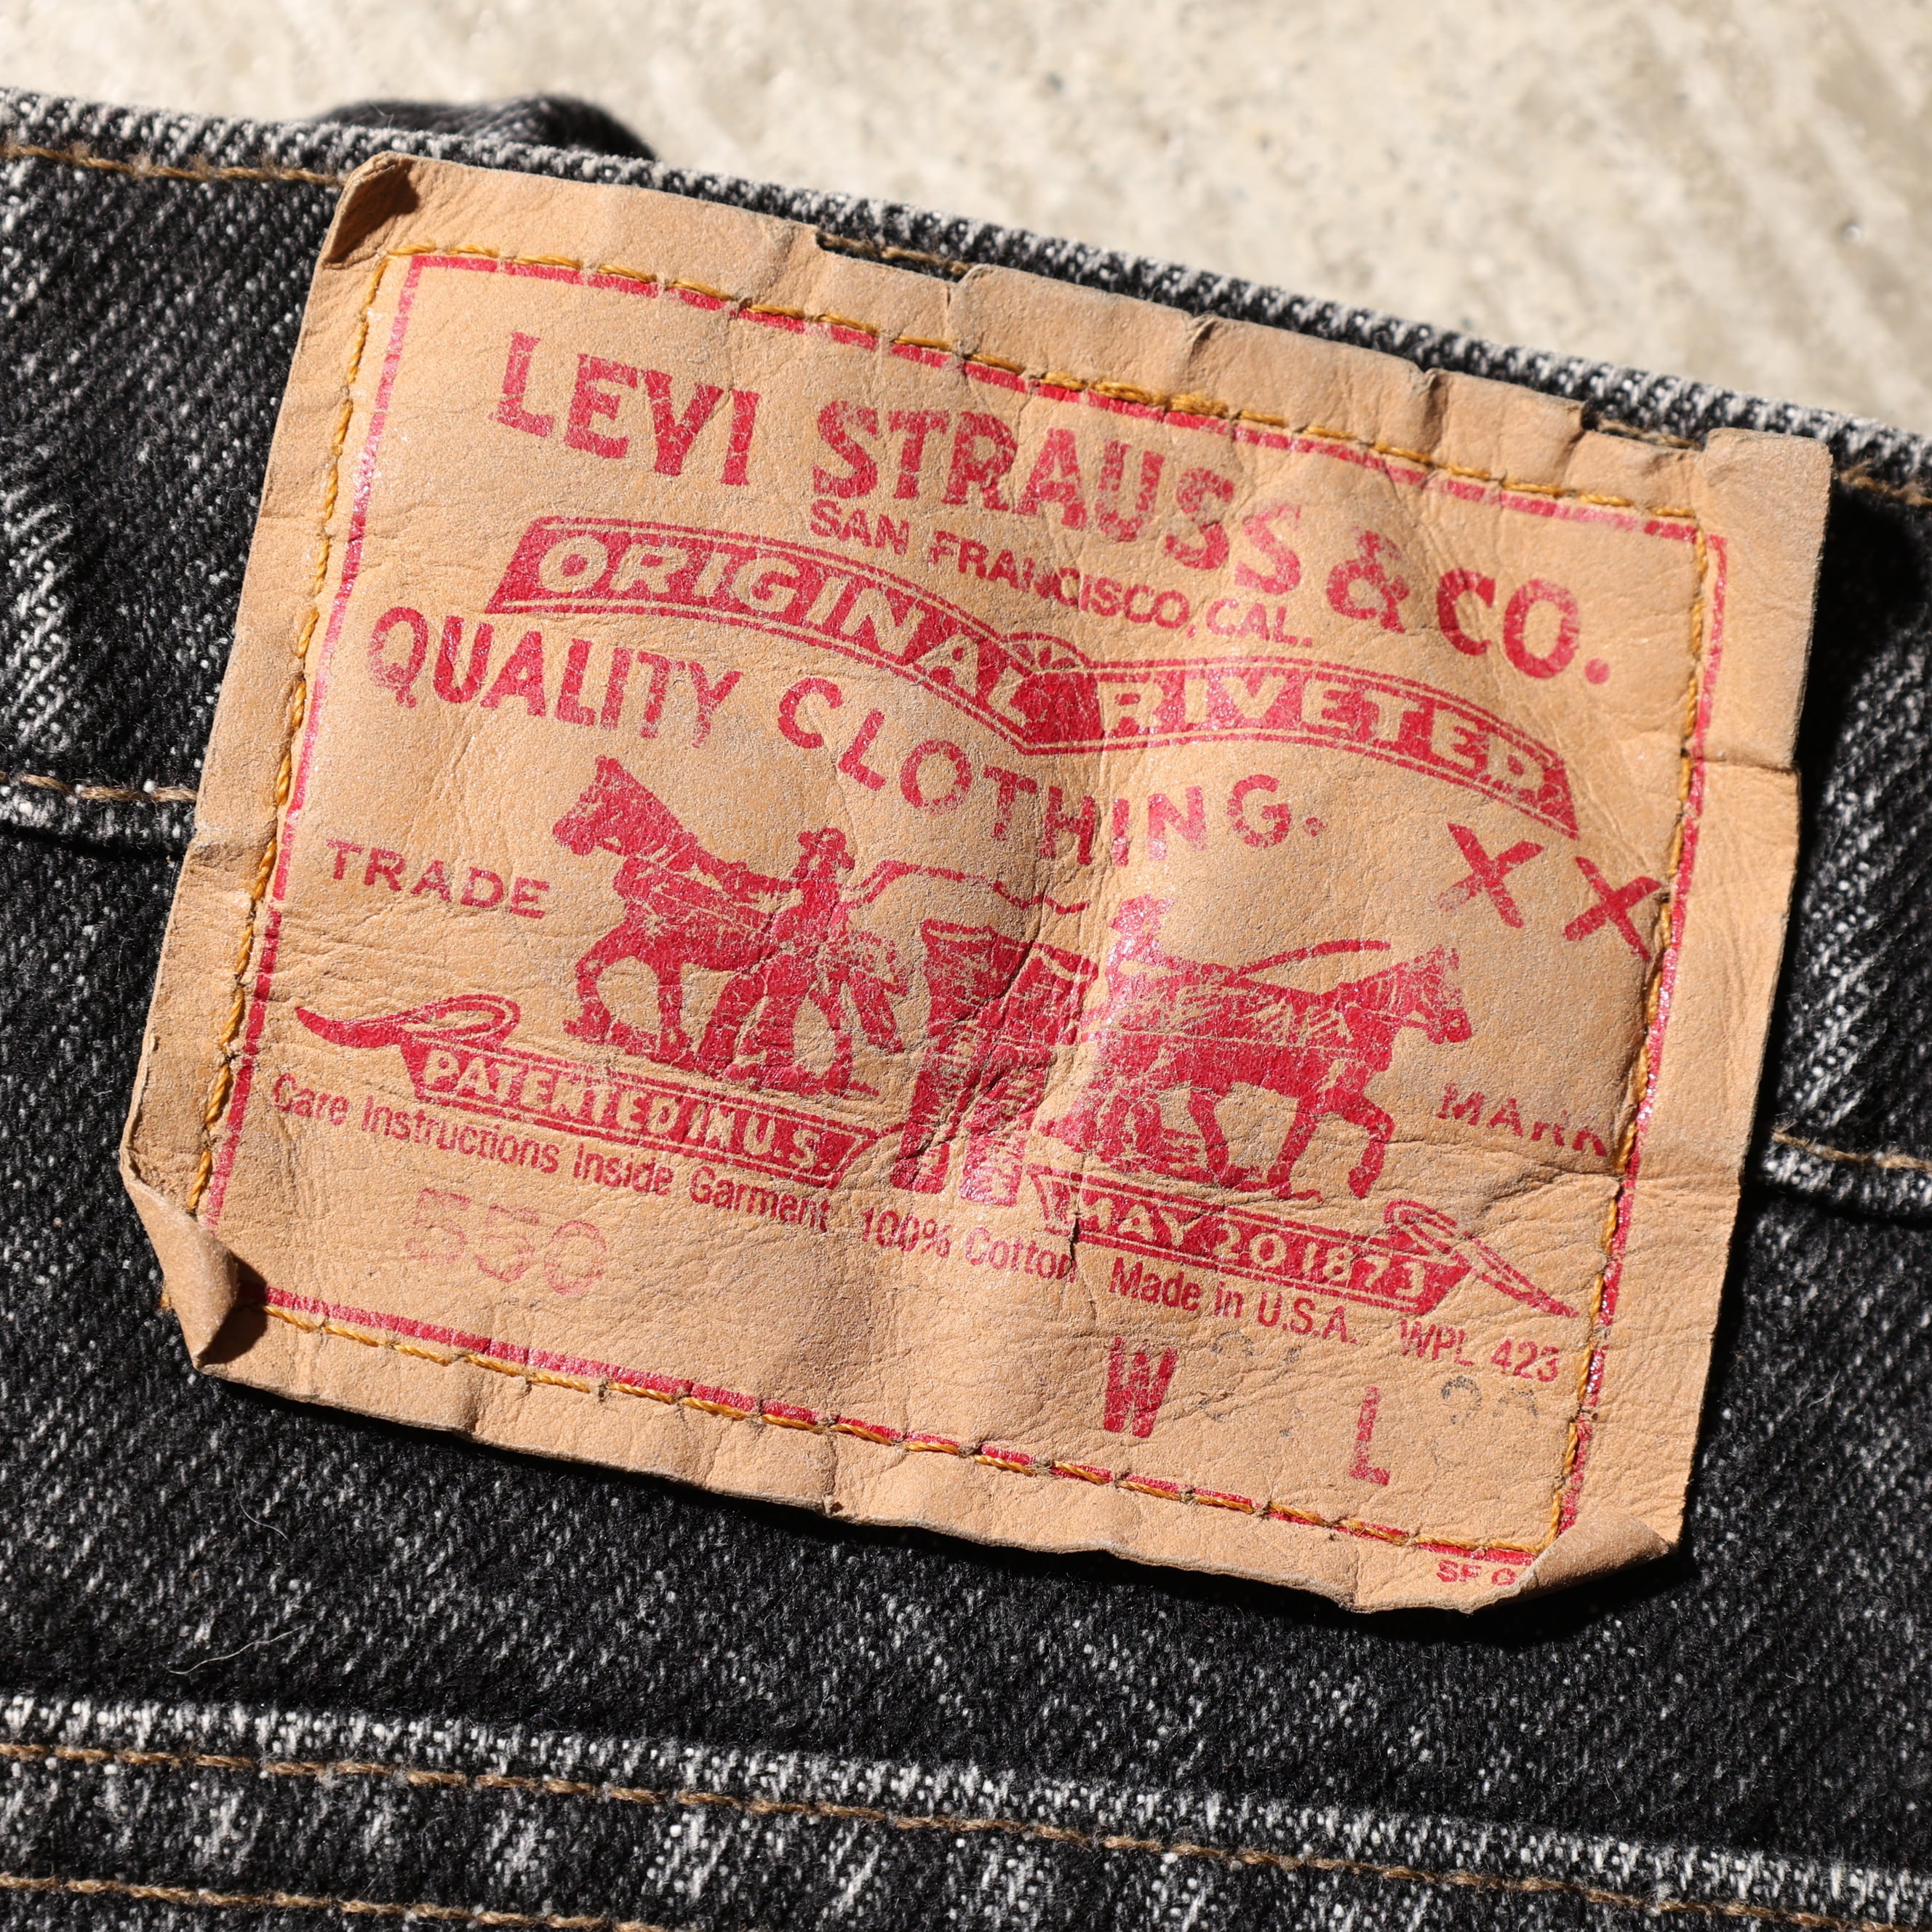 LEVI STRAUSS & CO.
SAN FRANCISCO, CAL.
ORIGINAL RIVETED
QUALITY CLOTHING.
XX
TRADE MARK
PATENTED IN U.S. MAY 20 1873
Care Instructions Inside Garment 100% Cotton Made in U.S.A. WPL 423
550
W L
SF